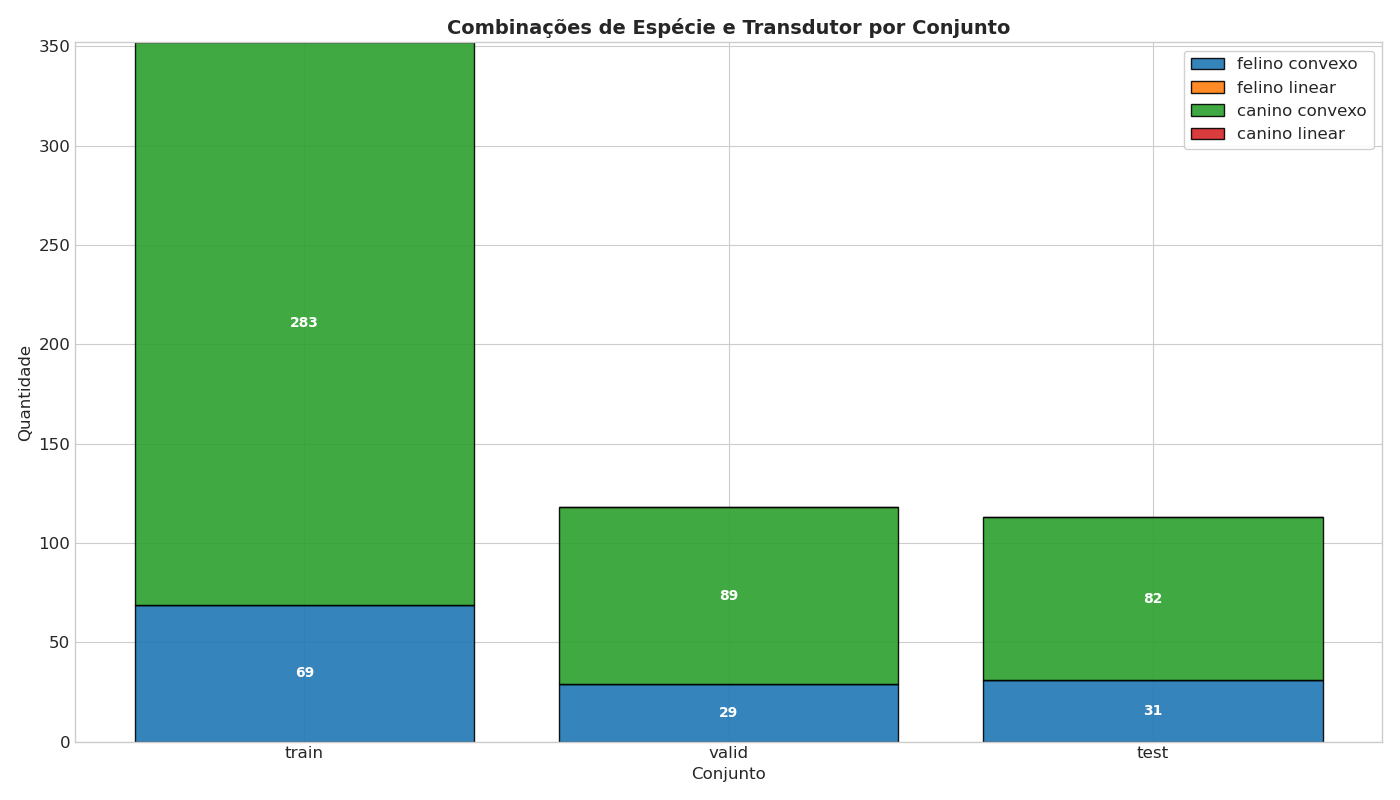 Combinações de Espécie e Transdutor por Conjunto
felino convexo
felino linear
canino convexo
canino linear
Quantidade
350
300
250
200
150
100
50
0
283
69
89
29
82
31
train
valid
test
Conjunto